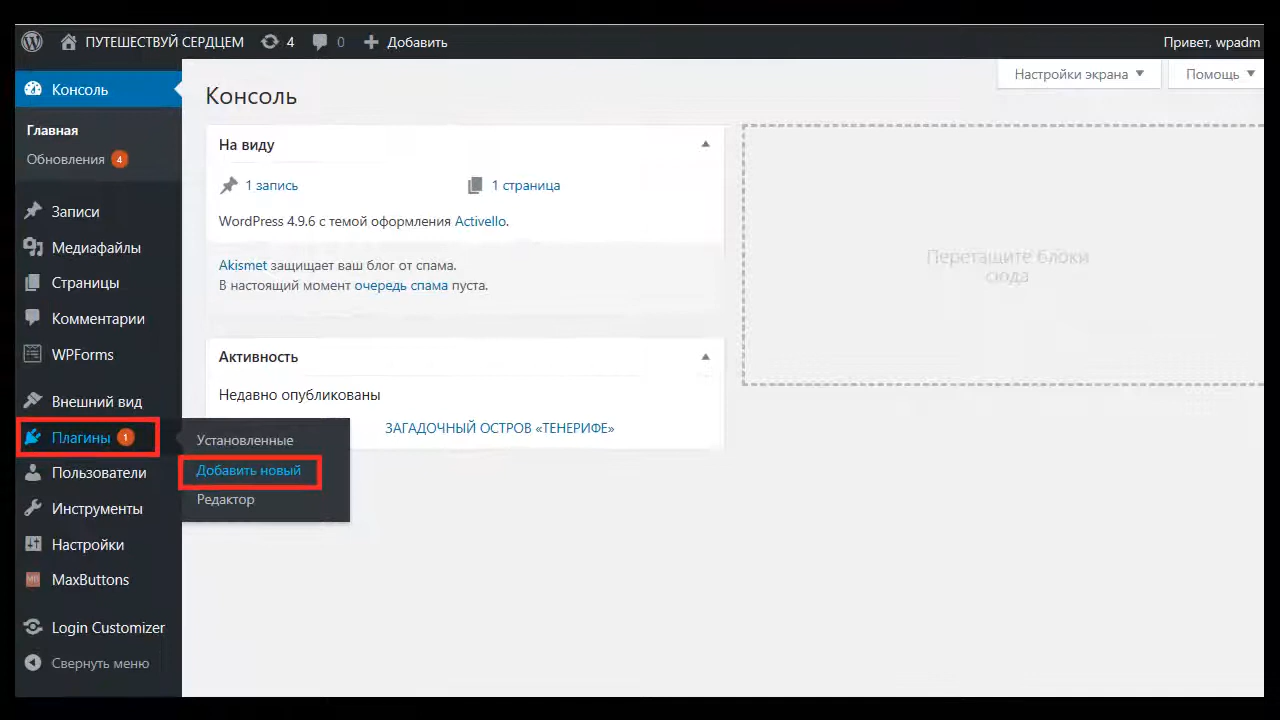 ПУТЕШЕСТВУЙ СЕРДЦЕМ 4 0 Добавить Привет, wpadm
Консоль
Главная
Обновления 4
Записи
Медиафайлы
Страницы
Комментарии
WPForms
Внешний вид
Плагины 1
Пользователи
Инструменты
Настройки
MaxButtons
Login Customizer
Свернуть меню
Установленные
Добавить новый
Редактор
Настройки экрана Помощь
Консоль
На виду
1 запись 1 страница
WordPress 4.9.6 с темой оформления Activello.
Akismet защищает ваш блог от спама.
В настоящий момент очередь спама пуста.
Активность
Недавно опубликованы
ЗАГАДОЧНЫЙ ОСТРОВ «ТЕНЕРИФЕ»
Перетащите блоки
сюда